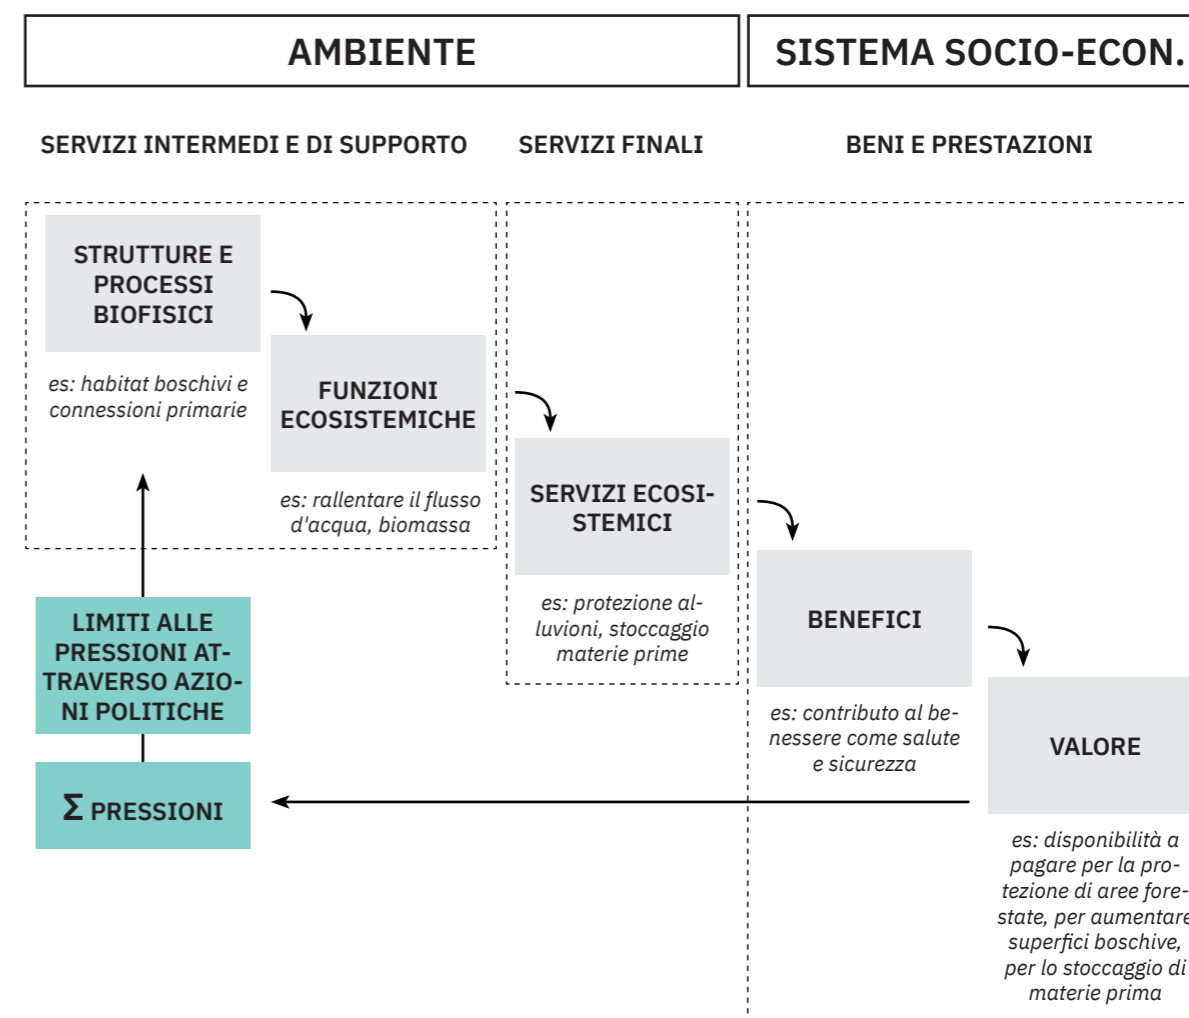 AMBIENTE
SISTEMA SOCIO-ECON.
SERVIZI INTERMEDI E DI SUPPORTO
SERVIZI FINALI
BENI E PRESTAZIONI
STRUTTURE E
PROCESSI
BIOFISICI
es: habitat boschivi e
connessioni primarie
FUNZIONI
ECOSISTEMICHE
es: rallentare il flusso
d'acqua, biomassa
SERVIZI ECOSI-
STEMICI
es: protezione al-
luvioni, stoccaggio
materie prime
BENEFICI
es: contributo al be-
nessere come salute
e sicurezza
VALORE
es: disponibilità a
pagare per la pro-
tezione di aree fore-
state, per aumentare
superfici boschive,
per lo stoccaggio di
materie prima
LIMITI ALLE
PRESSIONI AT-
TRAVERSO AZIO-
NI POLITICHE
Σ PRESSIONI